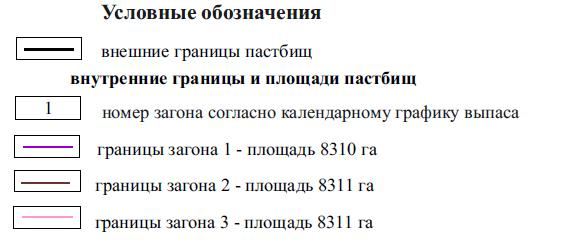 Условные обозначения
внешние границы пастбищ
внутренние границы и площади пастбищ
1 номер загона согласно календарному графику выпаса
границы загона 1 - площадь 8310 га
границы загона 2 - площадь 8311 га
границы загона 3 - площадь 8311 га